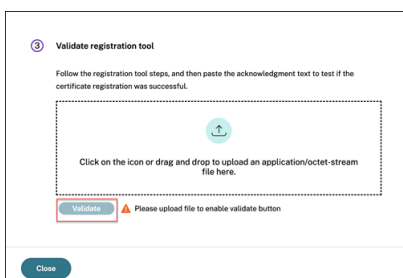 3 Validate registration tool
Follow the registration tool steps, and then paste the acknowledgment text to test if the
certificate registration was successful.
Click on the icon or drag and drop to upload an application/octet-stream
file here.
Validate Please upload file to enable validate button
Close